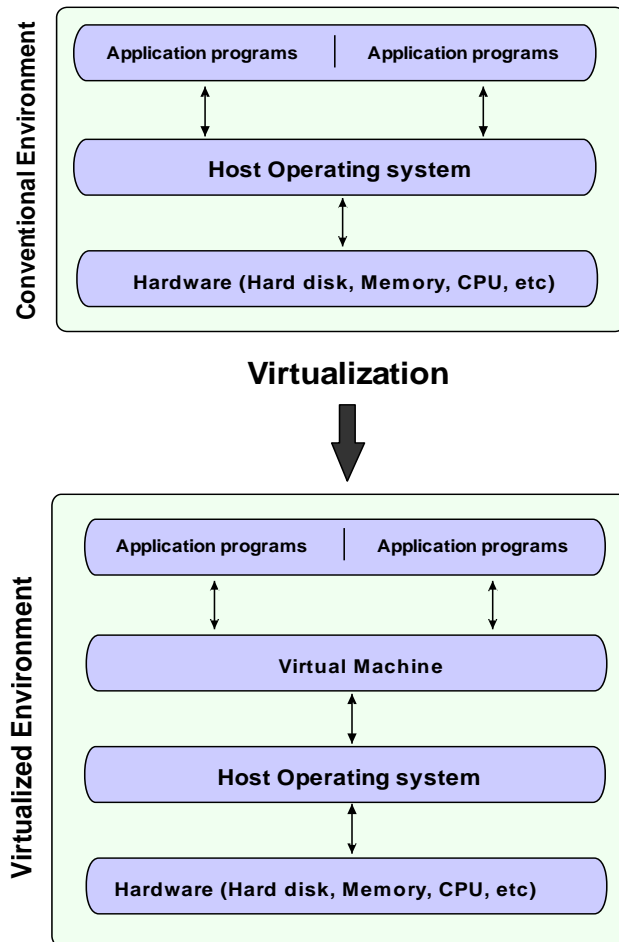 Conventional Environment
Application programs | Application programs
Host Operating system
Hardware (Hard disk, Memory, CPU, etc)
Virtualization
Virtualized Environment
Application programs | Application programs
Virtual Machine
Host Operating system
Hardware (Hard disk, Memory, CPU, etc)